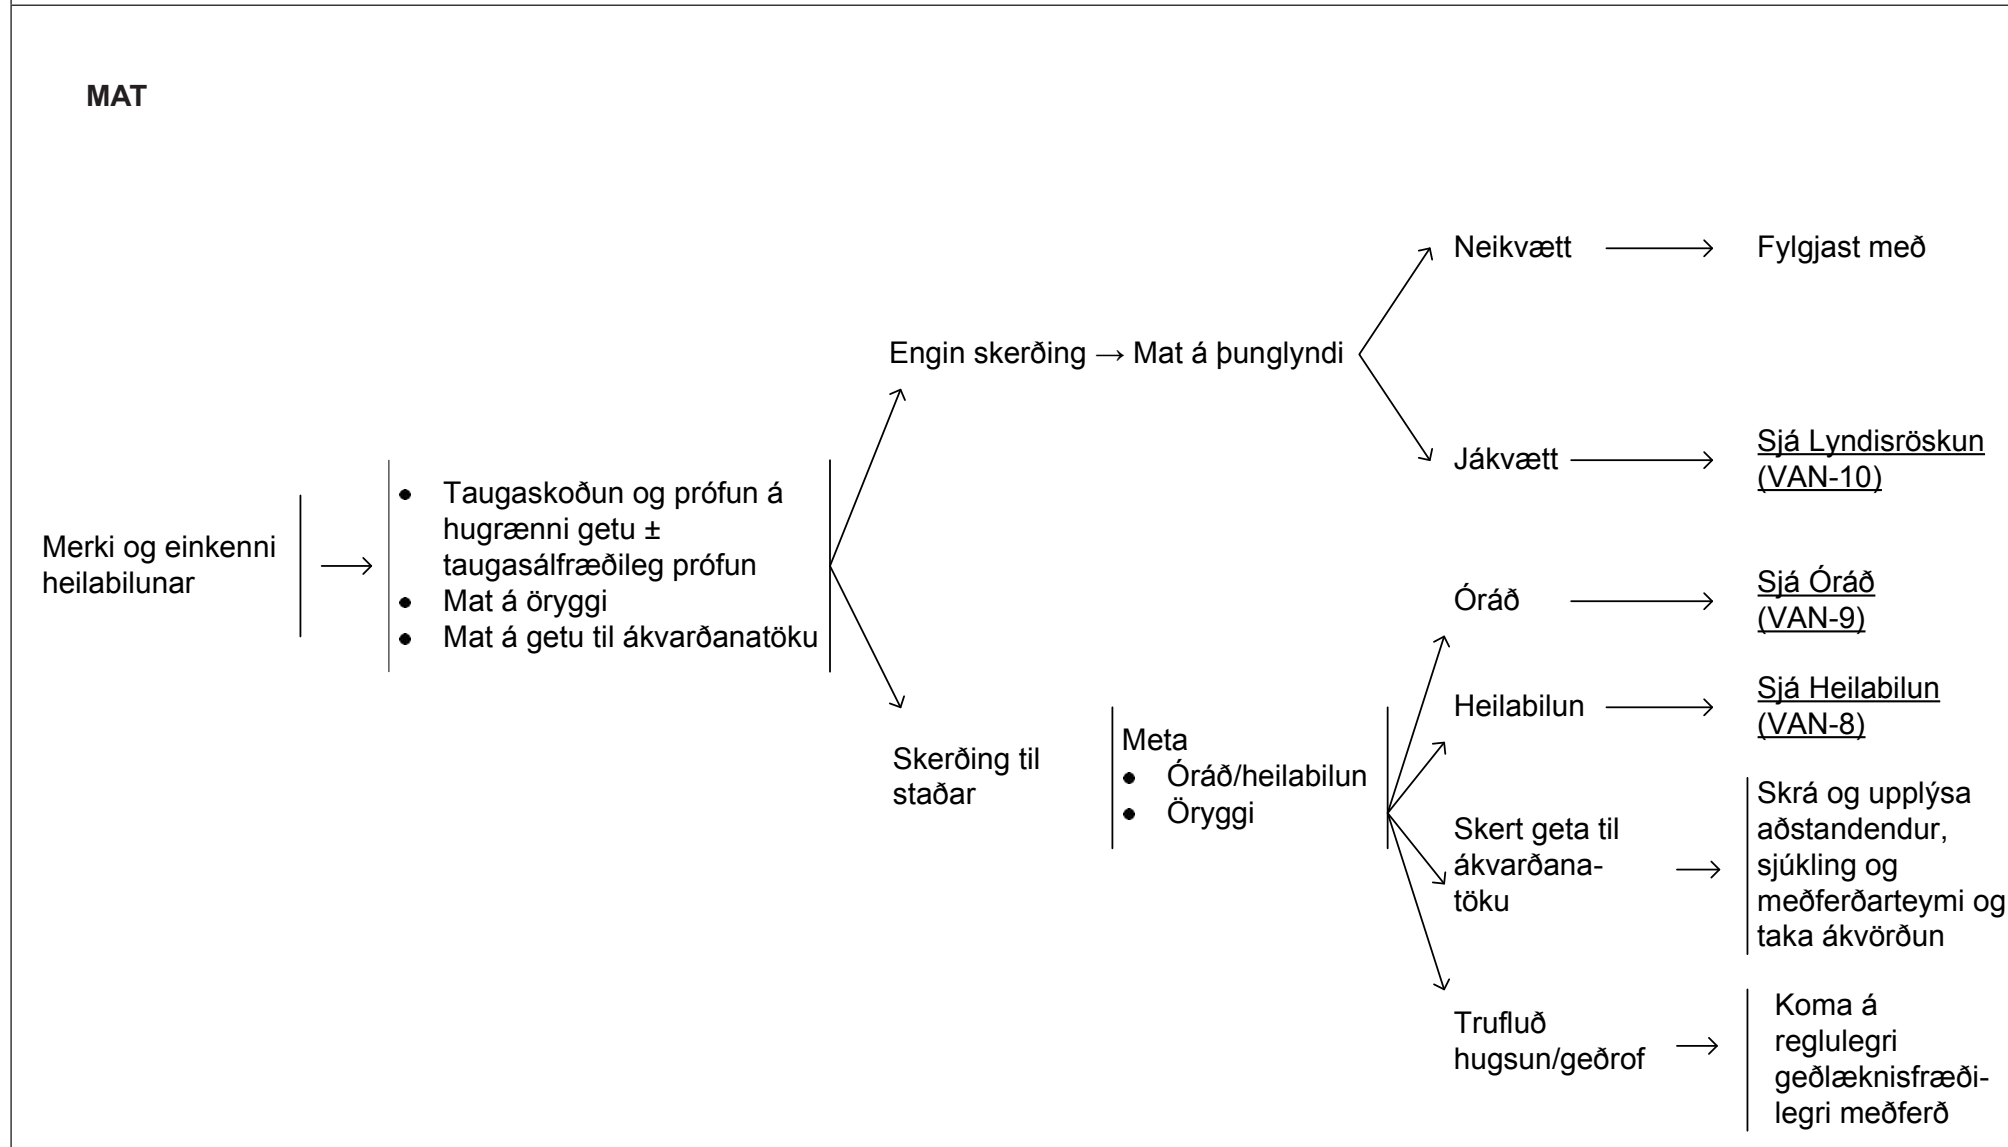 MAT
Merki og einkenni
heilabilunar
• Taugaskoðun og prófun á
hugrænni getu ±
taugasálfræðileg prófun
• Mat á öryggi
• Mat á getu til ákvarðanatöku
Engin skerðing → Mat á þunglyndi
Neikvætt
Fylgjast með
Jákvætt
Sjá Lyndisröskun
(VAN-10)
Skerðing til
staðar
Meta
• Óráð/heilabilun
• Öryggi
Óráð
Sjá Óráð
(VAN-9)
Heilabilun
Sjá Heilabilun
(VAN-8)
Skert geta til
ákvarðana-
töku
Skrá og upplýsa
aðstandendur,
sjúkling og
meðferðarteymi og
taka ákvörðun
Trufluð
hugsun/geðrof
Koma á
reglulegri
geðlæknisfræði-
legri meðferð